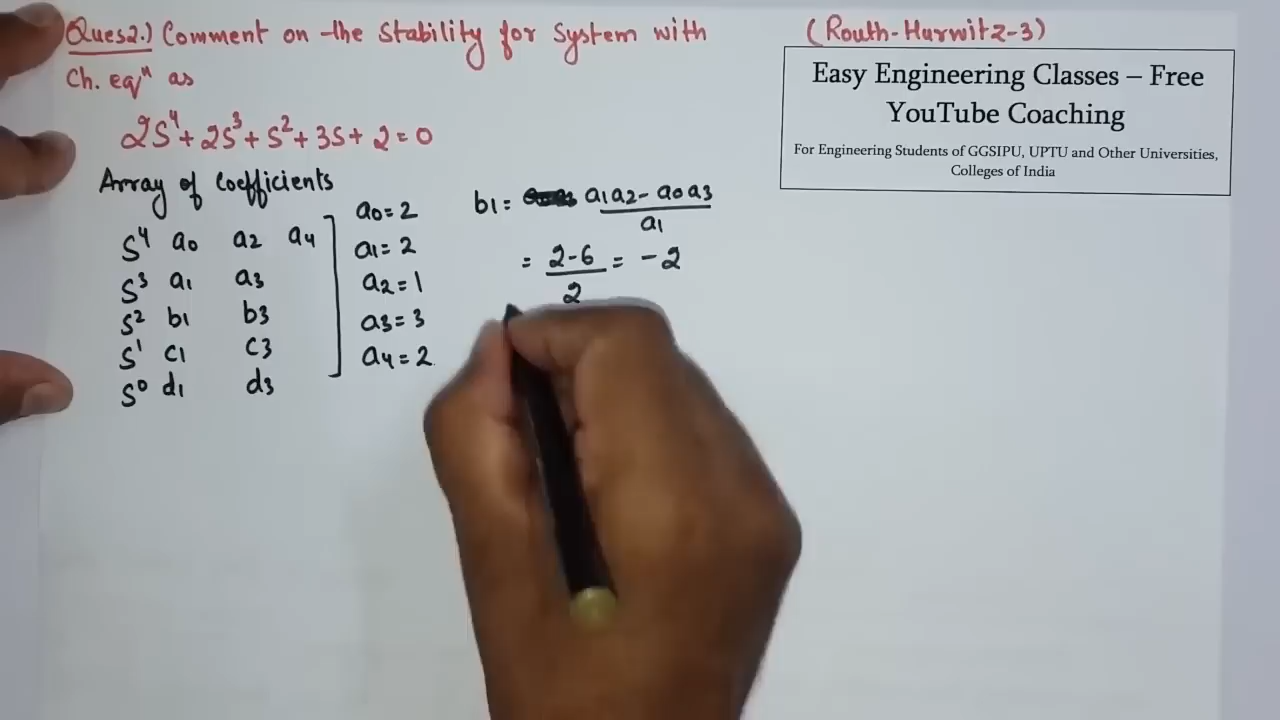 Ques2.) Comment on the Stability for System with
Ch. eqⁿ as
2S⁴ + 2S³ + S² + 3S + 2 = 0
Array of Coefficients
S⁴ a₀ a₂ a₄
S³ a₁ a₃
S² b₁ b₃
S¹ c₁ c₃
S⁰ d₁ d₃
a₀ = 2
a₁ = 2
a₂ = 1
a₃ = 3
a₄ = 2
b₁ = a₁a₂ - a₀a₃
a₁
= 2-6 = -2
2
(Routh-Hurwitz-3)
Easy Engineering Classes – Free
YouTube Coaching
For Engineering Students of GGSIPU, UPTU and Other Universities,
Colleges of India